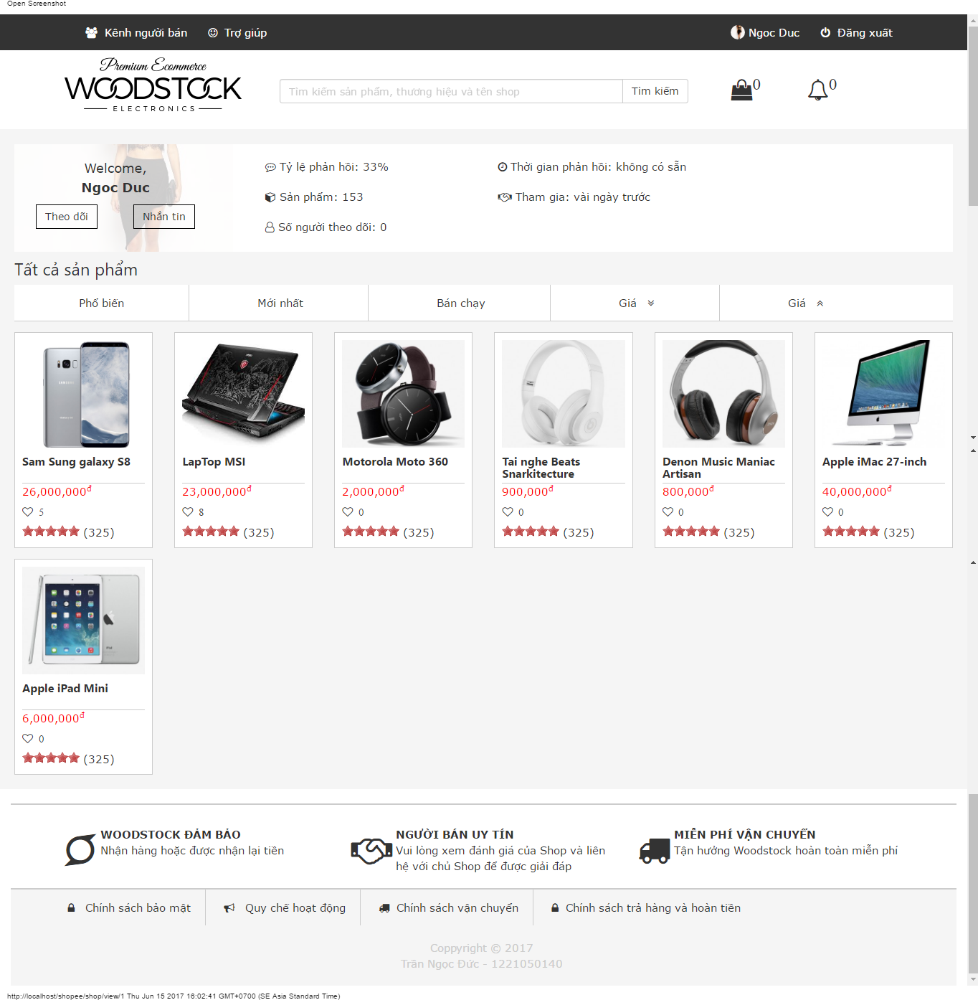 Open Screenshot
Kênh người bán Trợ giúp Ngoc Duc Đăng xuất
Premium Ecommerce
WOODSTOCK
ELECTRONICS
Tìm kiếm sản phẩm, thương hiệu và tên shop Tìm kiếm 0 0
Welcome,
Ngoc Duc
Theo dõi Nhắn tin
Tỷ lệ phản hồi: 33% Thời gian phản hồi: không có sẵn
Sản phẩm: 153 Tham gia: vài ngày trước
Số người theo dõi: 0
Tất cả sản phẩm
Phổ biến Mới nhất Bán chạy Giá Giá
Sam Sung galaxy S8
26,000,000đ
5
(325)
LapTop MSI
23,000,000đ
8
(325)
Motorola Moto 360
2,000,000đ
0
(325)
Tai nghe Beats
Snarkitecture
900,000đ
0
(325)
Denon Music Maniac
Artisan
800,000đ
0
(325)
Apple iMac 27-inch
40,000,000đ
0
(325)
Apple iPad Mini
6,000,000đ
0
(325)
WOODSTOCK ĐẢM BẢO
Nhận hàng hoặc được nhận lại tiền
NGƯỜI BÁN UY TÍN
Vui lòng xem đánh giá của Shop và liên
hệ với chủ Shop để được giải đáp
MIỄN PHÍ VẬN CHUYỂN
Tận hưởng Woodstock hoàn toàn miễn phí
Chính sách bảo mật Quy chế hoạt động Chính sách vận chuyển Chính sách trả hàng và hoàn tiền
Coppyright © 2017
Trần Ngọc Đức - 1221050140
http://localhost/shopee/shop/view/1 Thu Jun 15 2017 16:02:41 GMT+0700 (SE Asia Standard Time)